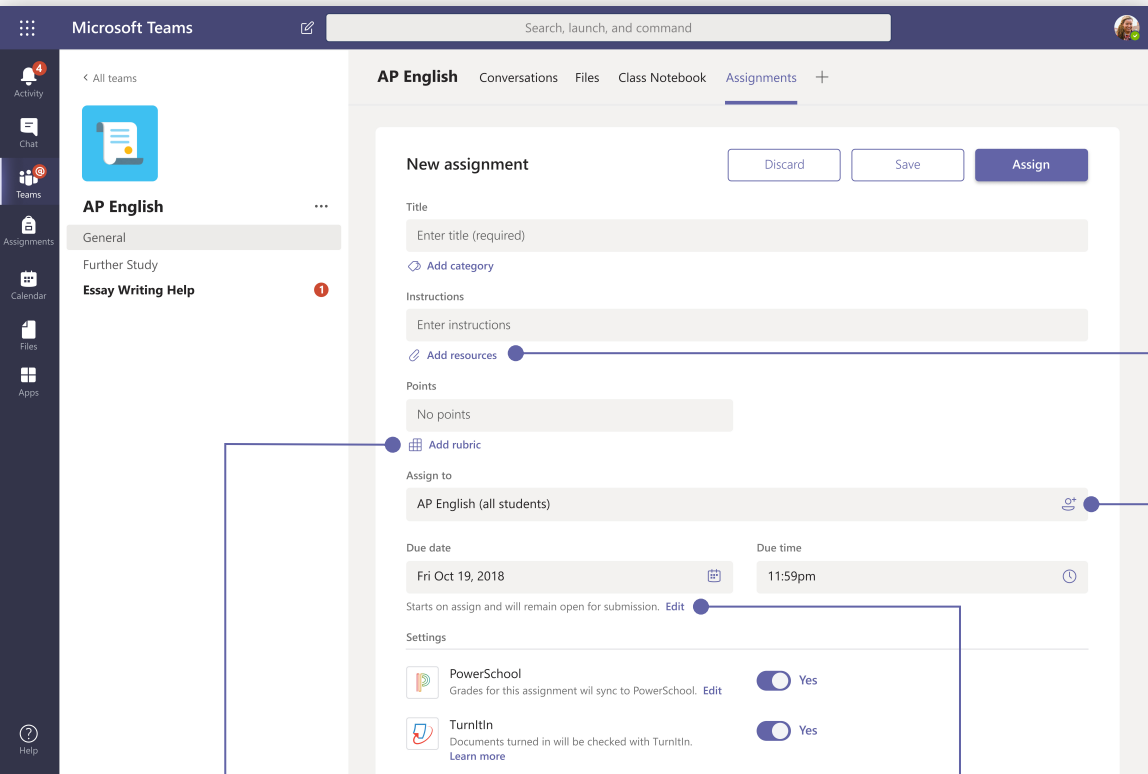 Microsoft Teams
Search, launch, and command
4
Activity
Chat
@
Teams
Assignments
Calendar
Files
Apps
Help
< All teams
AP English
...
General
Further Study
Essay Writing Help
1
AP English Conversations Files Class Notebook Assignments +
New assignment
Discard
Save
Assign
Title
Enter title (required)
Add category
Instructions
Enter instructions
Add resources
Points
No points
Add rubric
Assign to
AP English (all students)
Due date
Fri Oct 19, 2018
Due time
11:59pm
Starts on assign and will remain open for submission. Edit
Settings
PowerSchool
Grades for this assignment wil sync to PowerSchool. Edit
Yes
TurnItIn
Documents turned in will be checked with TurnItIn.
Learn more
Yes